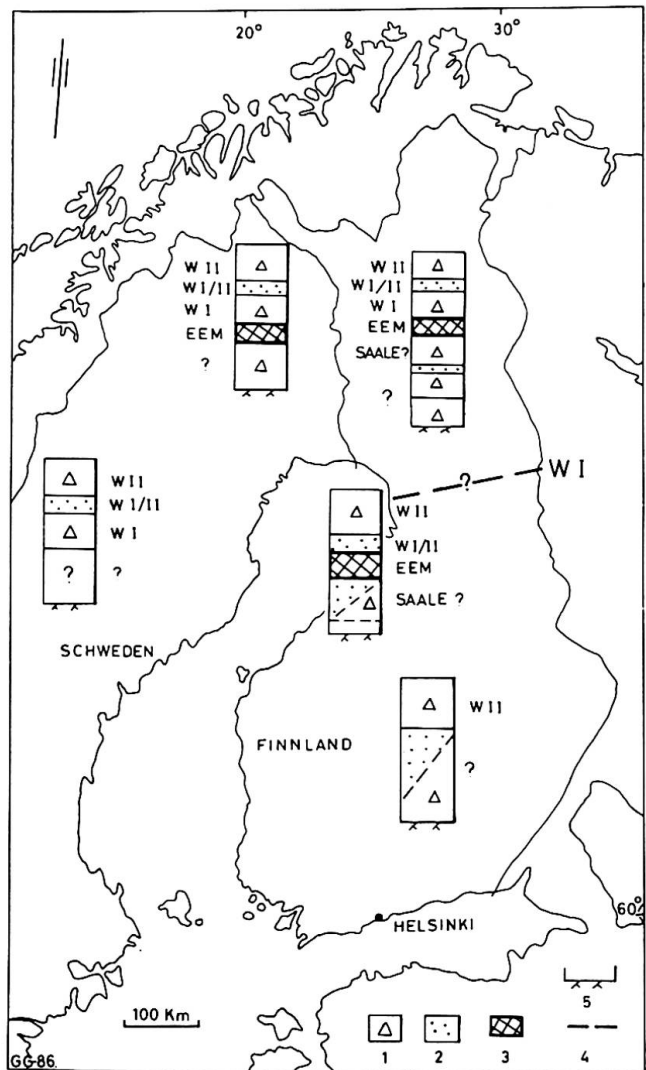 20° 30°
W II
W I/II
W I
EEM
?
W II
W I/II
W I
EEM
SAALE?
?
W II
W I/II
W I
? ?
? W I
W II
W I/II
EEM
SAALE ?
SCHWEDEN
FINNLAND
W II
?
60°
HELSINKI
100 Km
5
1 2 3 4
GG-86.